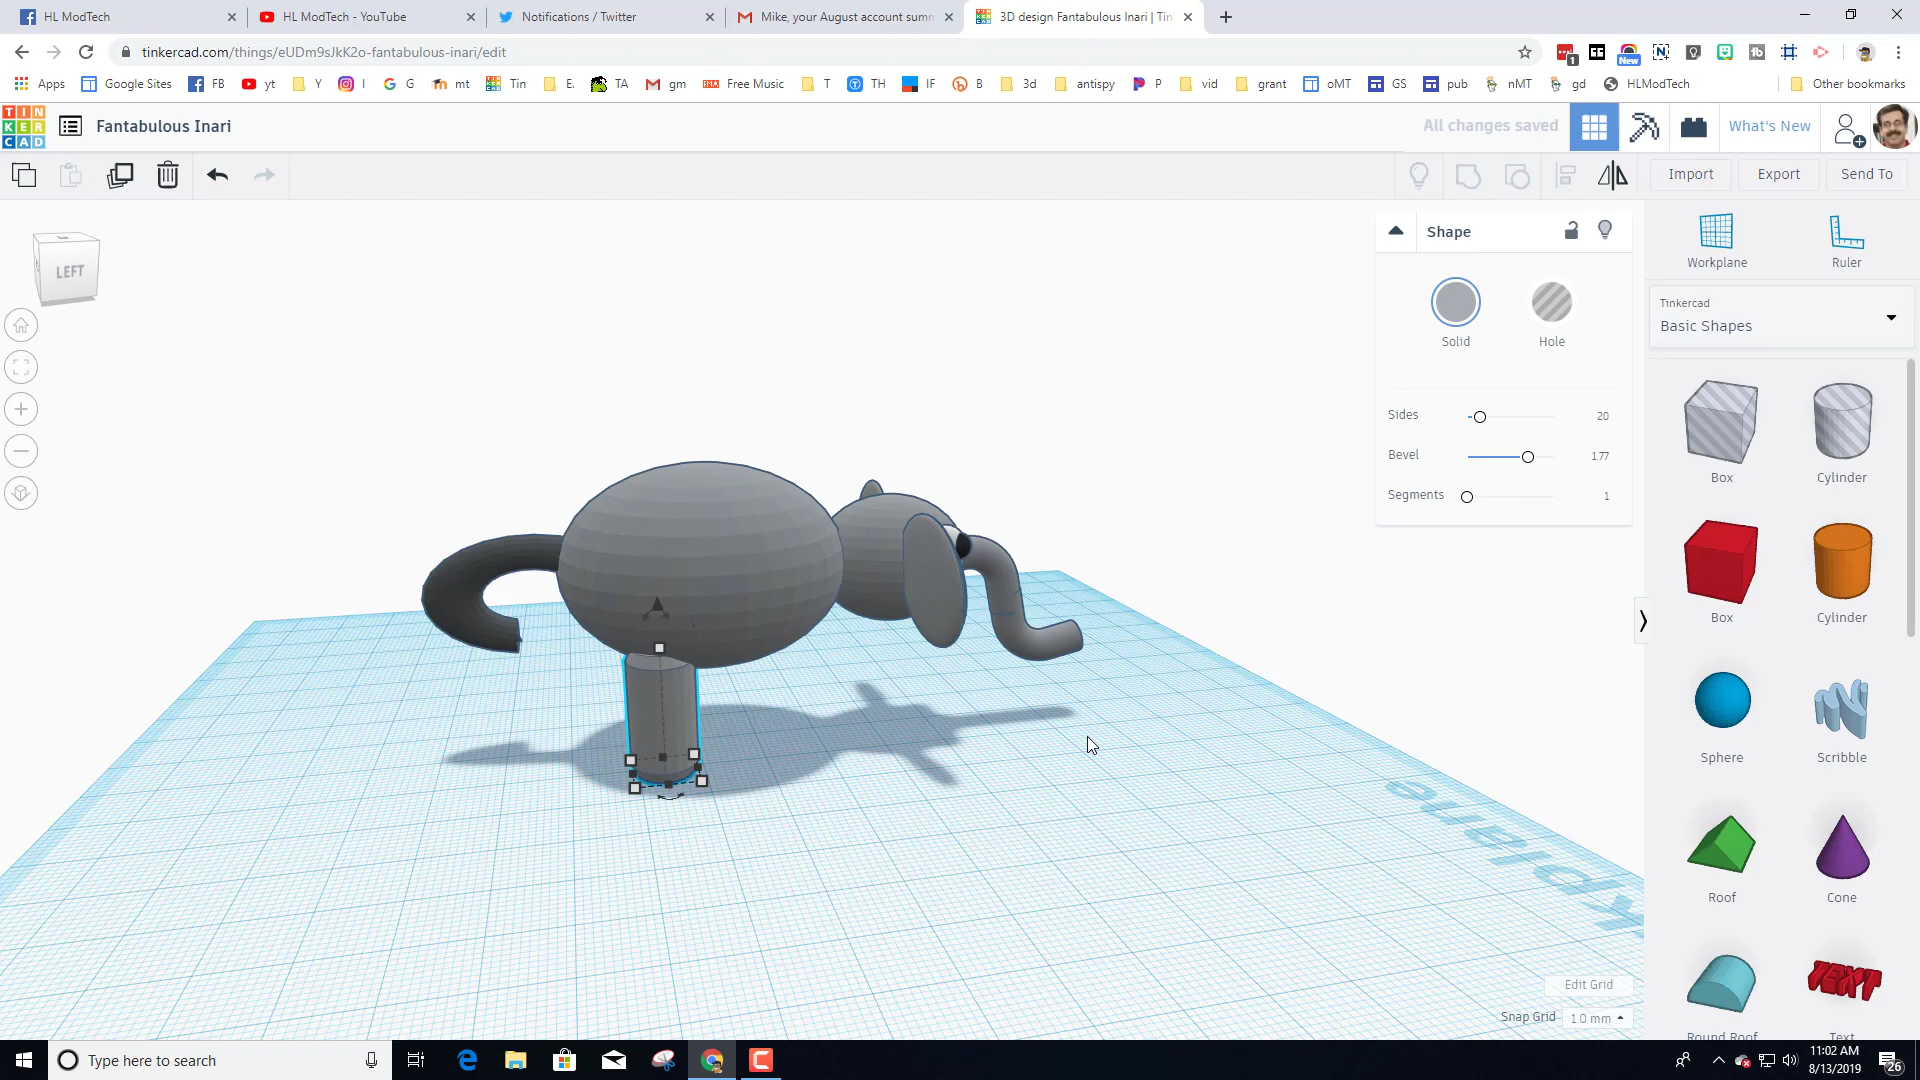 HL ModTech
HL ModTech - YouTube
Notifications / Twitter
Mike, your August account summ
3D design Fantabulous Inari | Tin
tinkercad.com/things/eUDm9sJkK2o-fantabulous-inari/edit
1
New
Apps
Google Sites
FB
yt
Y
I
G
mt
Tin
E.
TA
gm
Free Music
T
TH
IF
B
3d
antispy
P
vid
grant
oMT
GS
pub
nMT
gd
HLModTech
Other bookmarks
TIN
KER
CAD
Fantabulous Inari
All changes saved
What's New
Import
Export
Send To
LEFT
Shape
Solid
Hole
Sides
20
Bevel
1.77
Segments
1
Workplane
Ruler
Tinkercad
Basic Shapes
Box
Cylinder
Box
Cylinder
Sphere
Scribble
Roof
Cone
TEXT
Round Roof
Text
Edit Grid
Snap Grid
1.0 mm
Type here to search
11:02 AM
8/13/2019
26